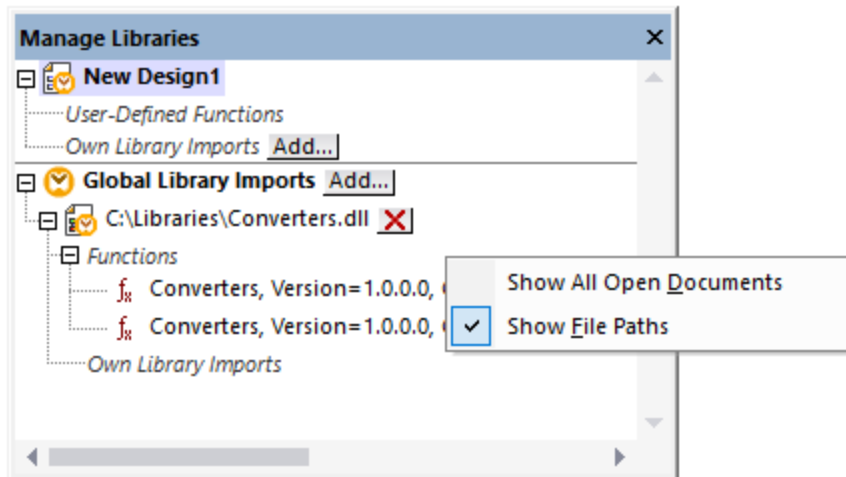 Manage Libraries
New Design1
User-Defined Functions
Own Library Imports Add...
Global Library Imports Add...
C:\Libraries\Converters.dll
Functions
Converters, Version=1.0.0.0,
Converters, Version=1.0.0.0,
Show All Open Documents
Show File Paths
Own Library Imports